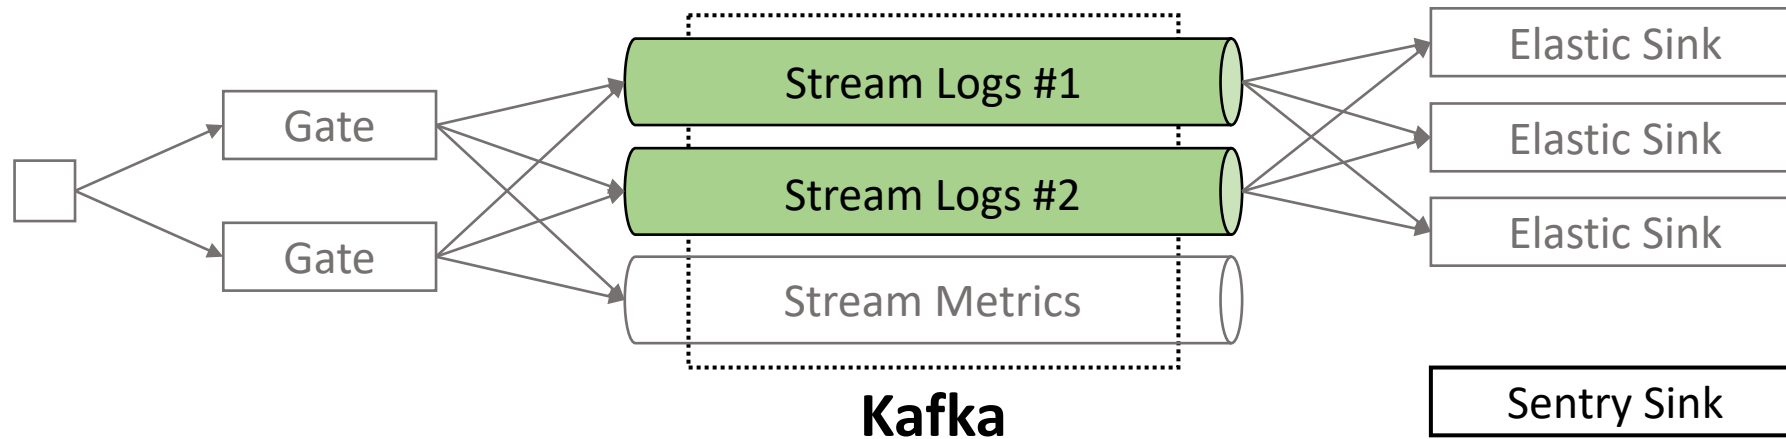 Gate
Gate
Stream Logs #1
Stream Logs #2
Stream Metrics
Kafka
Elastic Sink
Elastic Sink
Elastic Sink
Sentry Sink